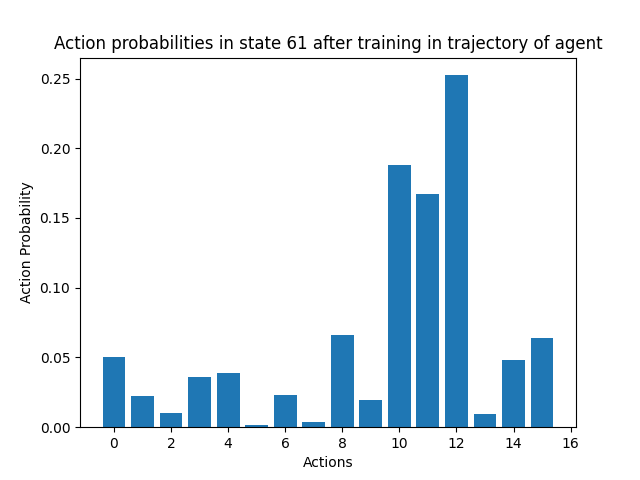 Action probabilities in state 61 after training in trajectory of agent
0.25
0.20
0.15
0.10
0.05
0.00
Action Probability
0 2 4 6 8 10 12 14 16
Actions